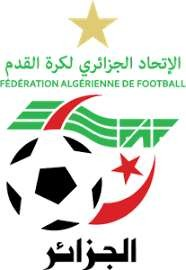 الإتحاد الجزائري لكرة القدم
FÉDÉRATION ALGÉRIENNE DE FOOTBALL
FAF
الجزائر